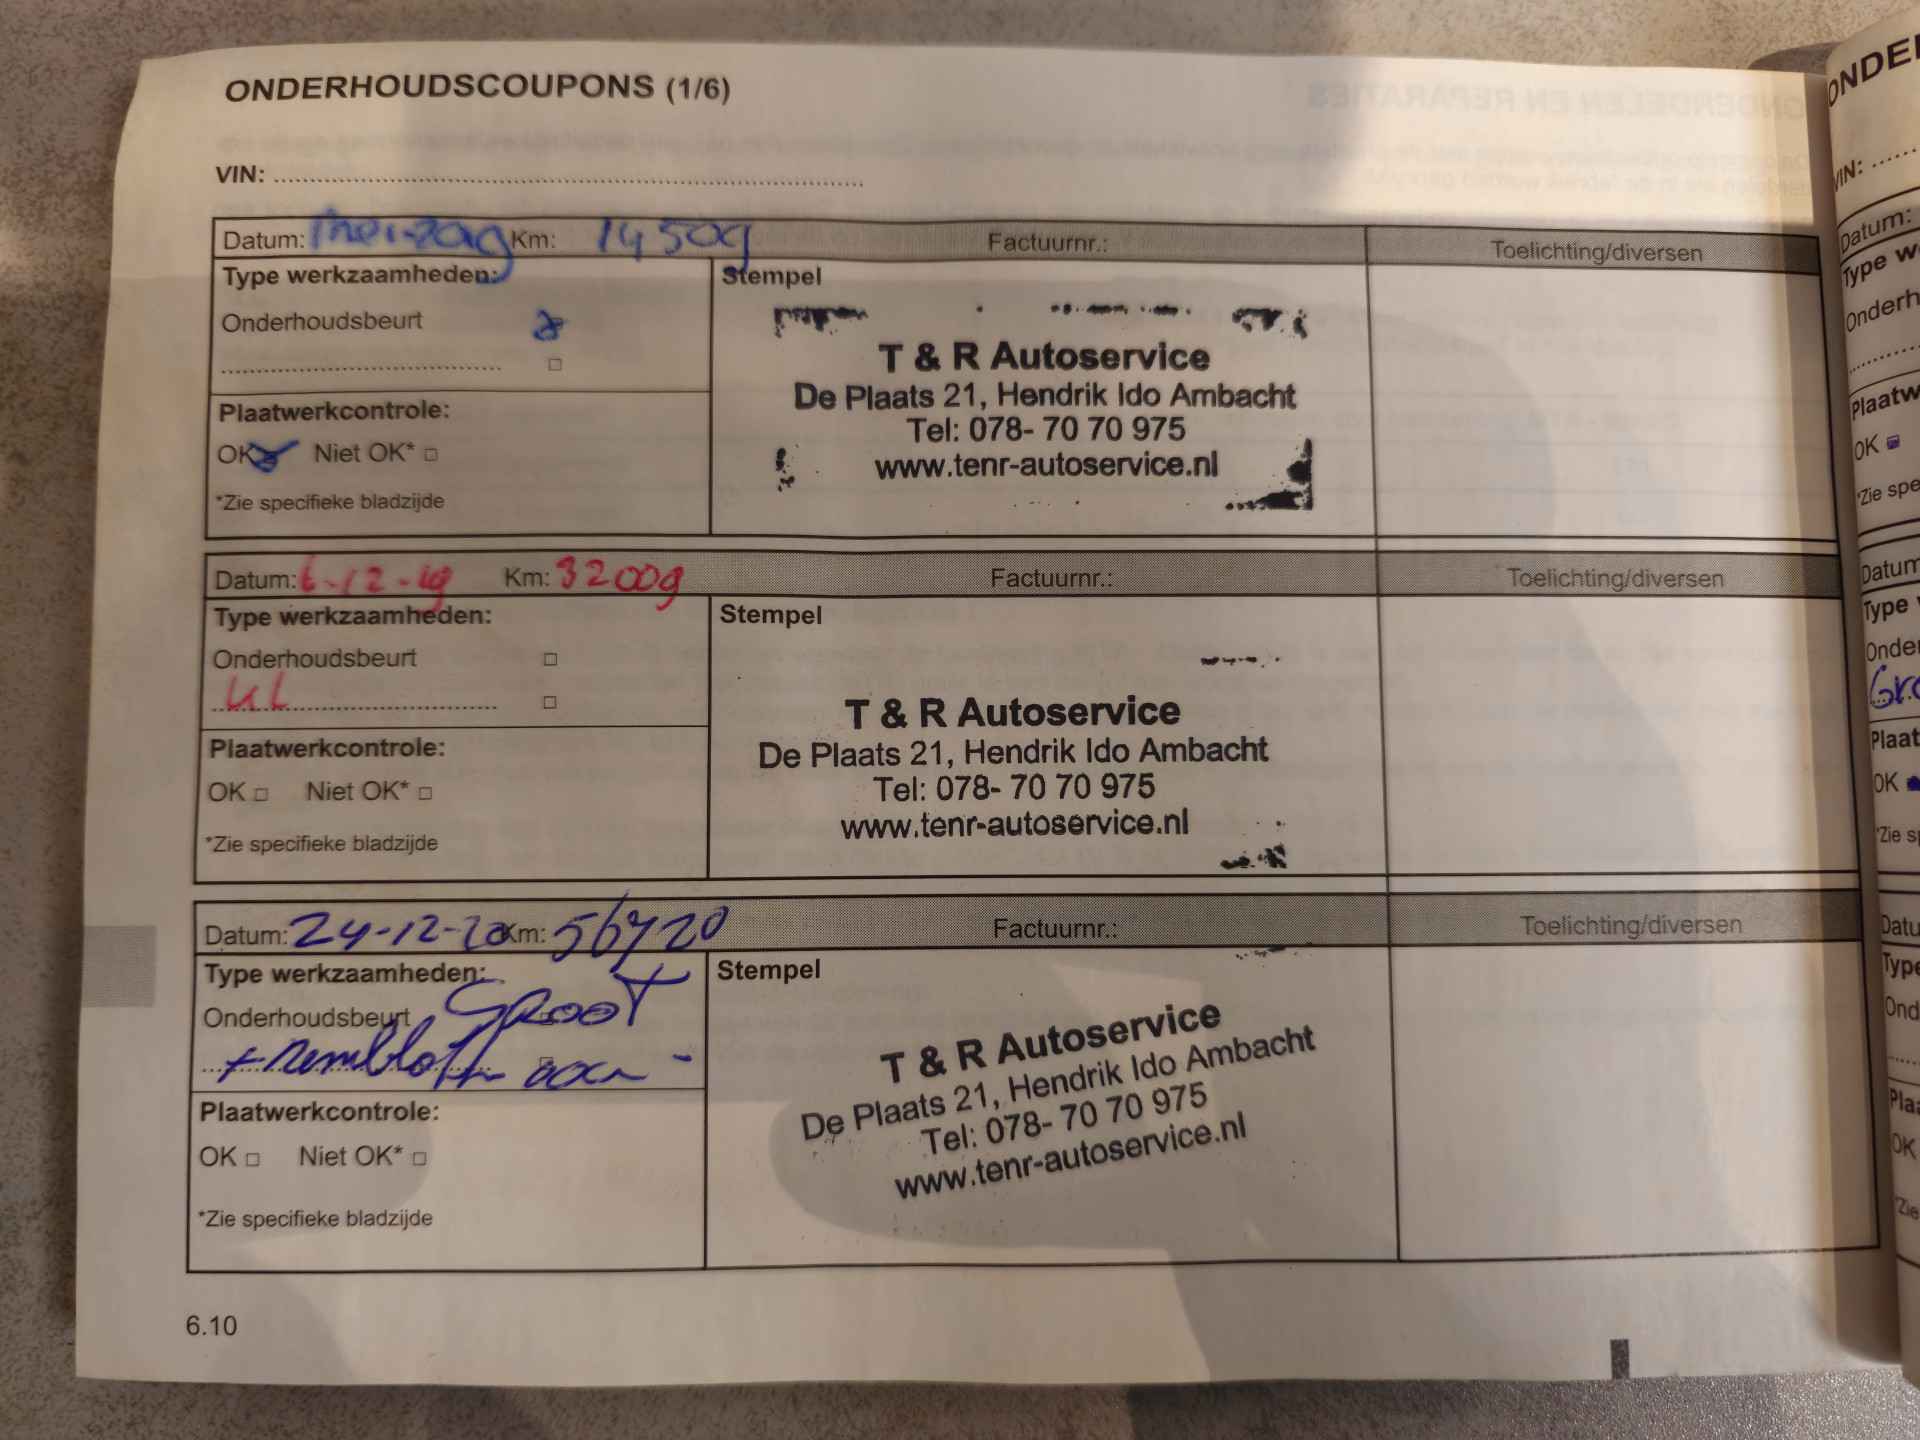 ONDERHOUDSCOUPONS (1/6)
VIN:
Datum: Mei-2019 Km: 14509 Factuurnr.: Toelichting/diversen
Type werkzaamheden: Stempel
Onderhoudsbeurt
T & R Autoservice
De Plaats 21, Hendrik Ido Ambacht
Plaatwerkcontrole:
Tel: 078- 70 70 975
OK Niet OK*
www.tenr-autoservice.nl
*Zie specifieke bladzijde
Datum: 6-12-19 Km: 32009 Factuurnr.: Toelichting/diversen
Type werkzaamheden: Stempel
Onderhoudsbeurt
KL
T & R Autoservice
De Plaats 21, Hendrik Ido Ambacht
Plaatwerkcontrole:
Tel: 078- 70 70 975
OK Niet OK*
www.tenr-autoservice.nl
*Zie specifieke bladzijde
Datum: 24-12-20 Km: 56720 Factuurnr.: Toelichting/diversen
Type werkzaamheden: Stempel
Onderhoudsbeurt GROOT
T & R Autoservice
De Plaats 21, Hendrik Ido Ambacht
Plaatwerkcontrole:
Tel: 078- 70 70 975
OK Niet OK*
www.tenr-autoservice.nl
*Zie specifieke bladzijde
6.10
VIN:
Datum:
OK
OK